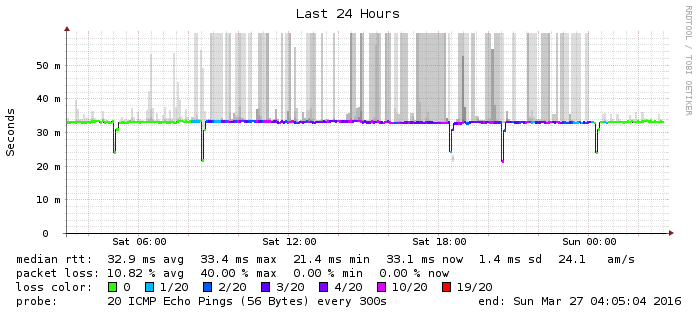 Last 24 Hours
RRDTOOL / TOBI OETIKER
Seconds
50 m
40 m
30 m
20 m
10 m
0
Sat 06:00 Sat 12:00 Sat 18:00 Sun 00:00
median rtt: 32.9 ms avg 33.4 ms max 21.4 ms min 33.1 ms now 1.4 ms sd 24.1 am/s
packet loss: 10.82 % avg 40.00 % max 0.00 % min 0.00 % now
loss color: 0 1/20 2/20 3/20 4/20 10/20 19/20
probe: 20 ICMP Echo Pings (56 Bytes) every 300s end: Sun Mar 27 04:05:04 2016